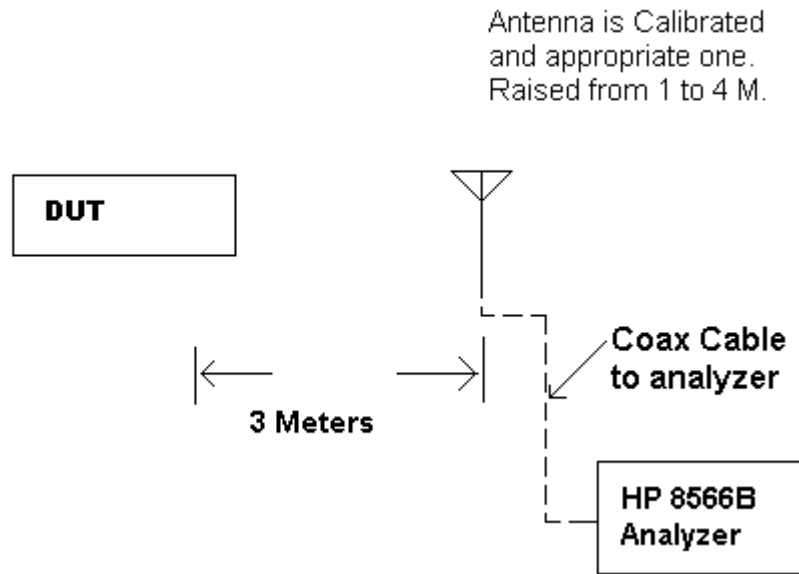 Antenna is Calibrated
and appropriate one.
Raised from 1 to 4 M.
DUT
Coax Cable
to analyzer
3 Meters
HP 8566B
Analyzer